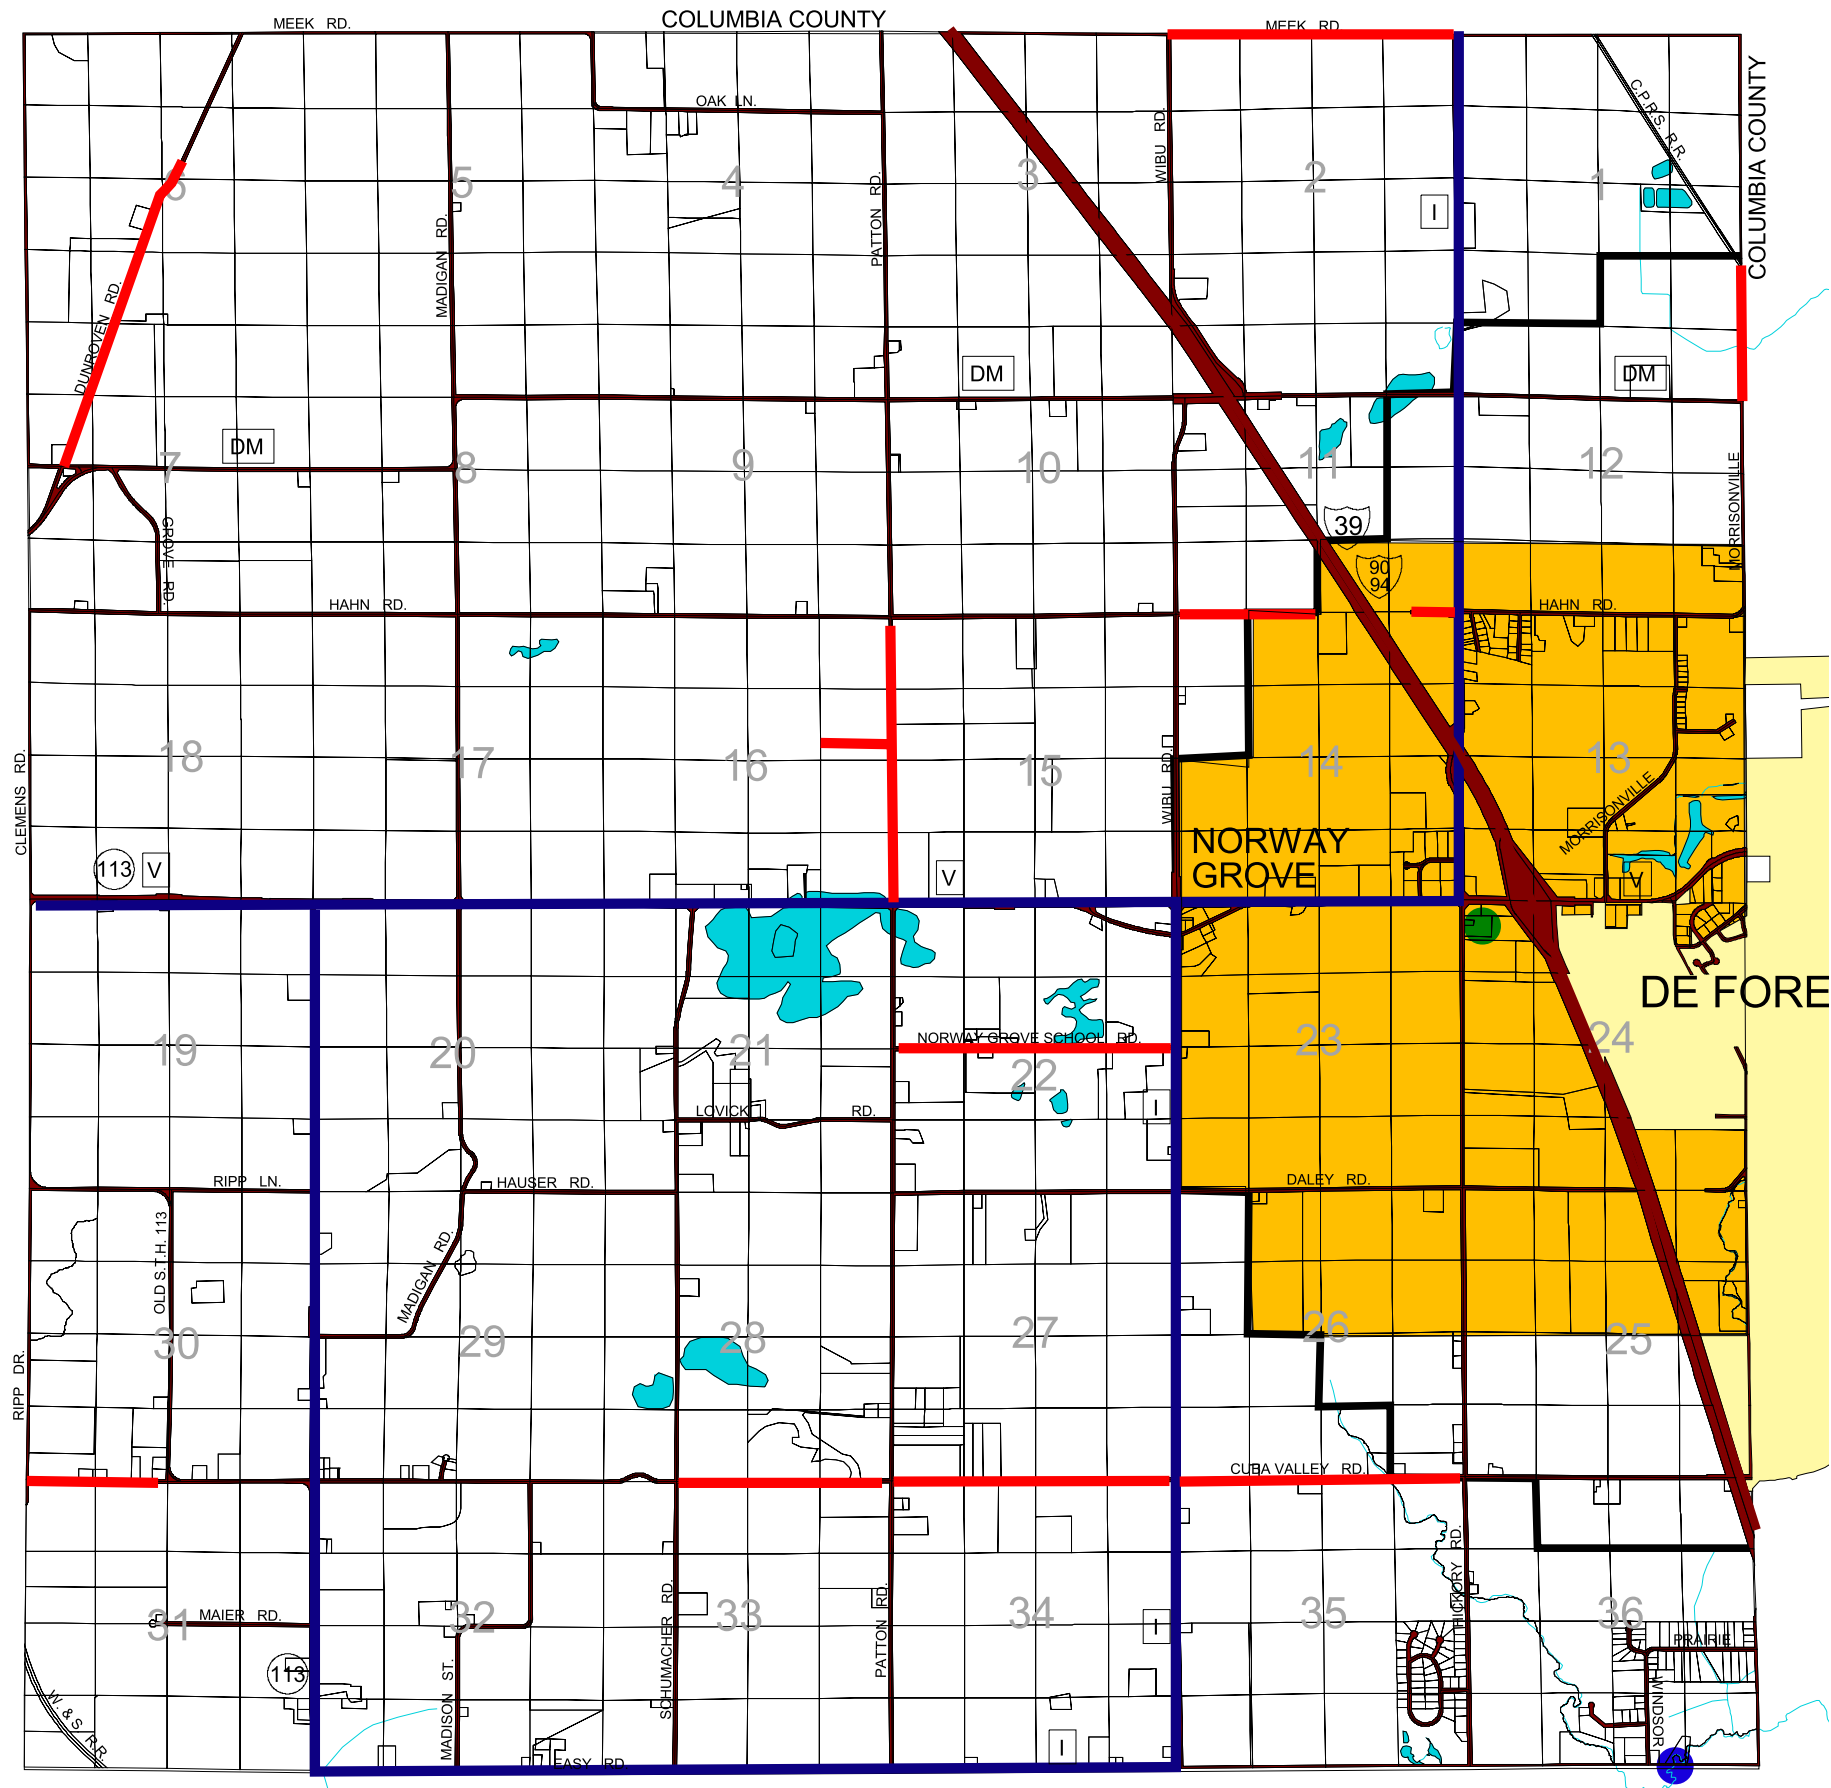 COLUMBIA COUNTY
MEEK RD.
MEEK RD.
COLUMBIA COUNTY
C.P.R.S. R.R.
OAK LN.
WIBU RD.
PATTON RD.
MADIGAN RD.
6
5
4
3
2
1
I
DUNROVEN RD.
DM
DM
DM
7
8
9
10
11
12
MORRISONVILLE
39
90
94
GROVE RD.
HAHN RD.
HAHN RD.
CLEMENS RD.
18
17
16
15
14
13
WIBU RD.
MORRISONVILLE
NORWAY
GROVE
113
V
V
V
DE FORE
19
20
21
22
23
24
NORWAY GROVE SCHOOL RD.
LOVICK RD.
I
RIPP LN.
HAUSER RD.
DALEY RD.
OLD S.T.H. 113
MADIGAN RD.
RIPP DR.
30
29
28
27
26
25
CUBA VALLEY RD.
HICKORY RD.
31
MAIER RD.
32
33
34
35
36
I
PRAIRIE
SCHUMACHER RD.
PATTON RD.
113
MADISON ST.
WINDSOR
W. & S. R.R.
I
EASY RD